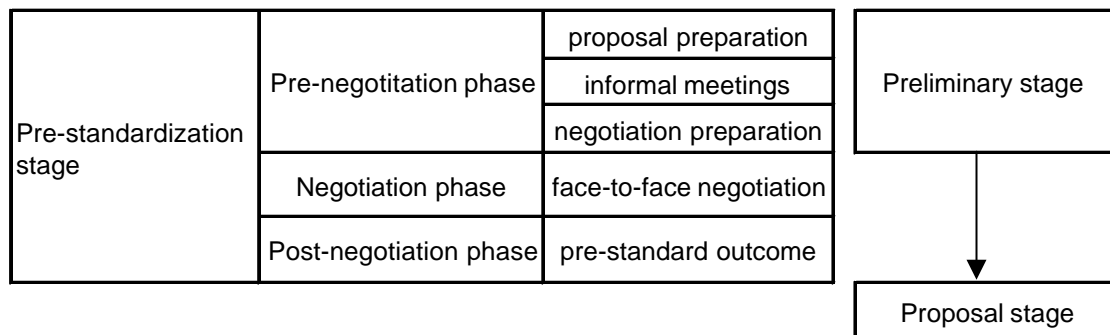 proposal preparation
Pre-negotitation phase
informal meetings
Preliminary stage
negotiation preparation
Pre-standardization
stage
Negotiation phase
face-to-face negotiation
Post-negotiation phase
pre-standard outcome
Proposal stage